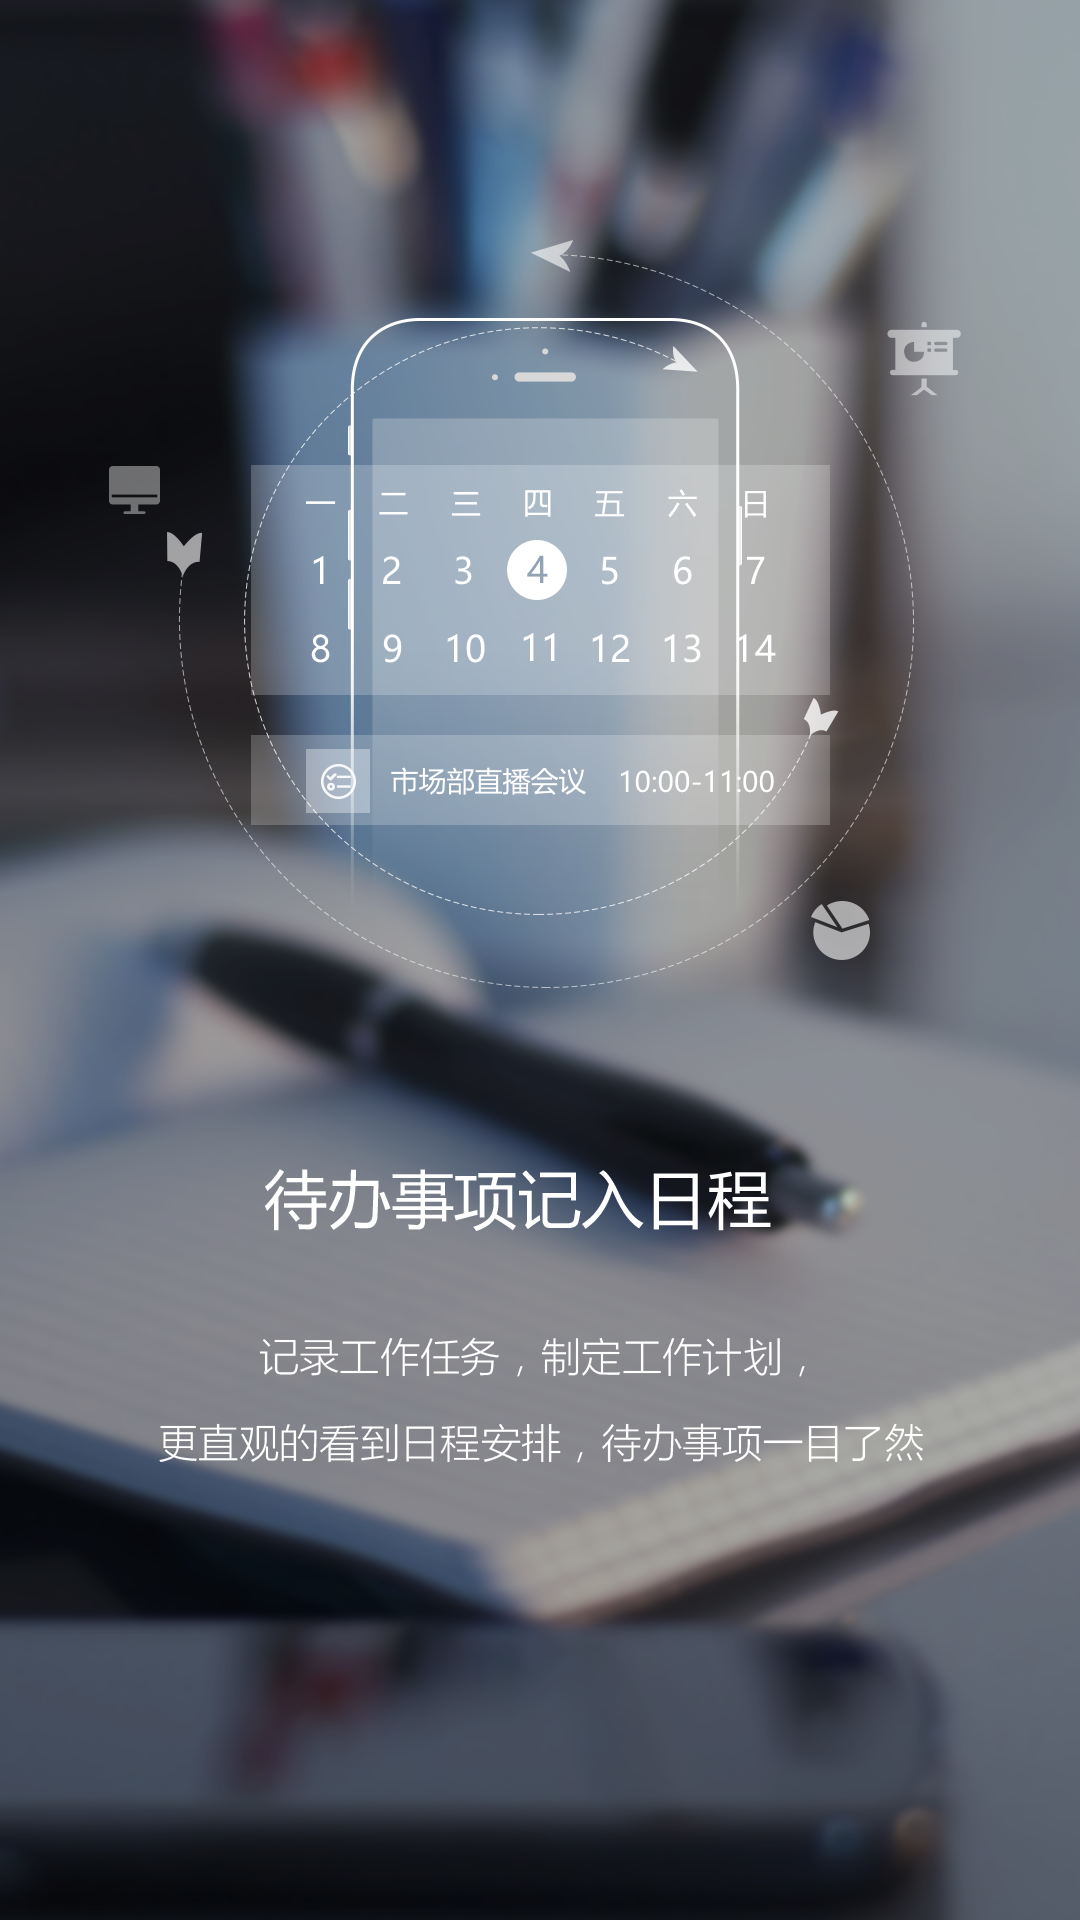 一 二 三 四 五 六 日
1 2 3 4 5 6 7
8 9 10 11 12 13 14
市场部直播会议 10:00-11:00
待办事项记入日程
记录工作任务，制定工作计划，
更直观的看到日程安排，待办事项一目了然